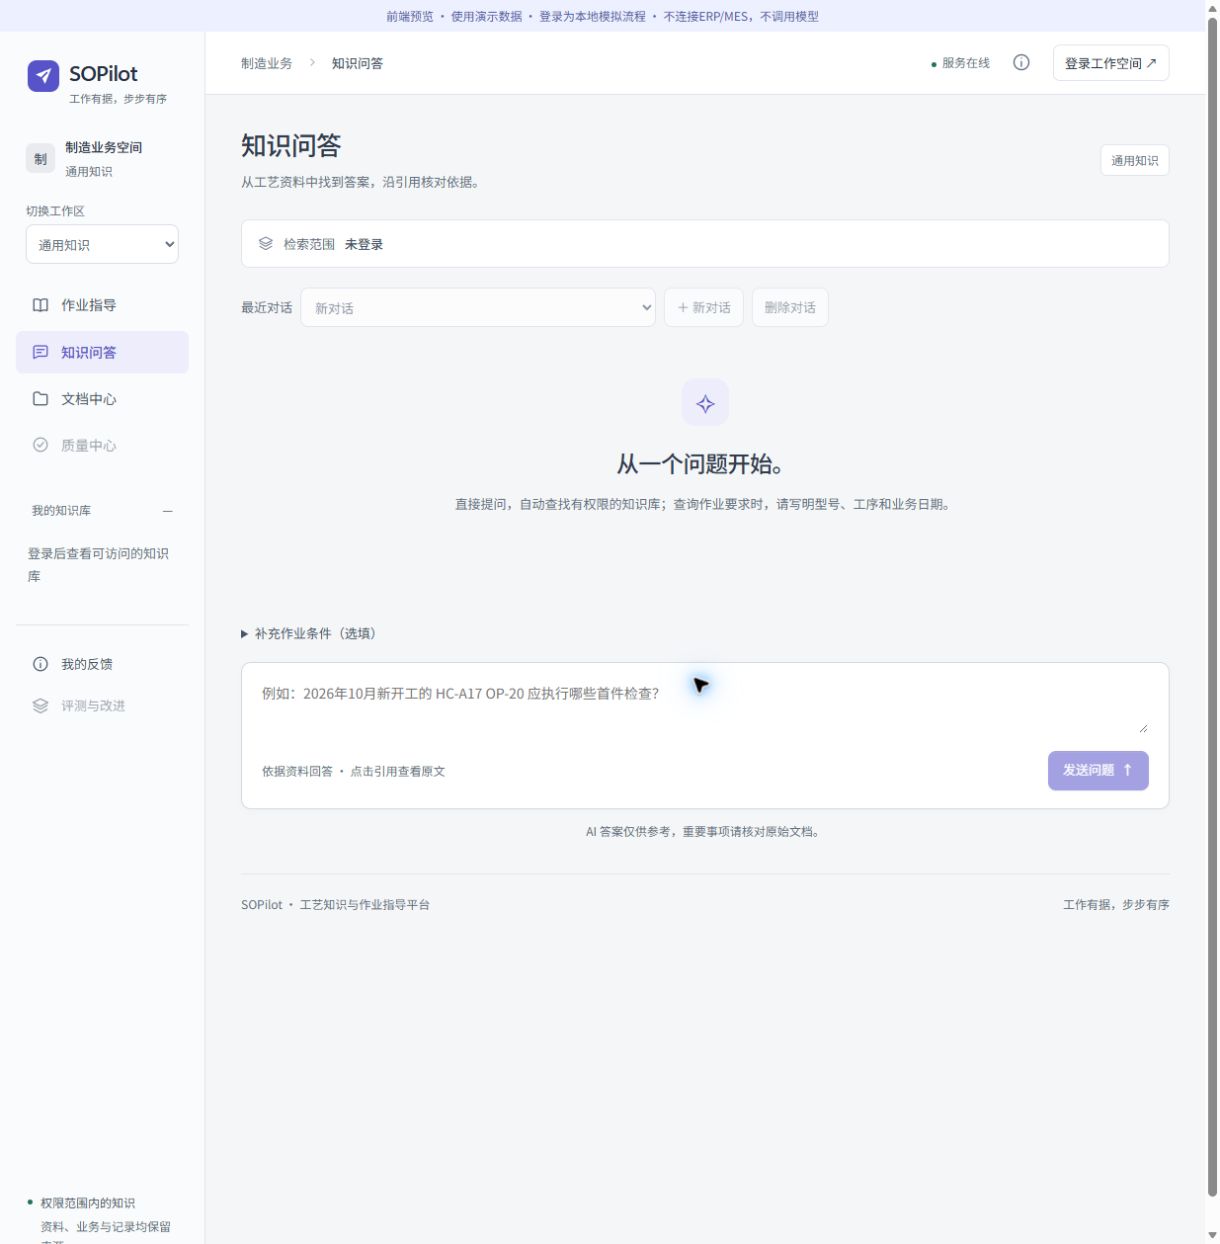 前端预览 · 使用演示数据 · 登录为本地模拟流程 · 不连接ERP/MES，不调用模型
SOPilot
工作有据，步步有序
制
制造业务空间
通用知识
切换工作区
通用知识
作业指导
知识问答
文档中心
质量中心
我的知识库
登录后查看可访问的知识
库
我的反馈
评测与改进
权限范围内的知识
资料、业务与记录均保留
制造业务 > 知识问答
服务在线
登录工作空间 ↗
知识问答
从工艺资料中找到答案，沿引用核对依据。
通用知识
检索范围 未登录
最近对话 新对话 + 新对话 删除对话
从一个问题开始。
直接提问，自动查找有权限的知识库；查询作业要求时，请写明型号、工序和业务日期。
补充作业条件（选填）
例如：2026年10月新开工的 HC-A17 OP-20 应执行哪些首件检查？
依据资料回答 · 点击引用查看原文
发送问题 ↑
AI 答案仅供参考，重要事项请核对原始文档。
SOPilot · 工艺知识与作业指导平台
工作有据，步步有序